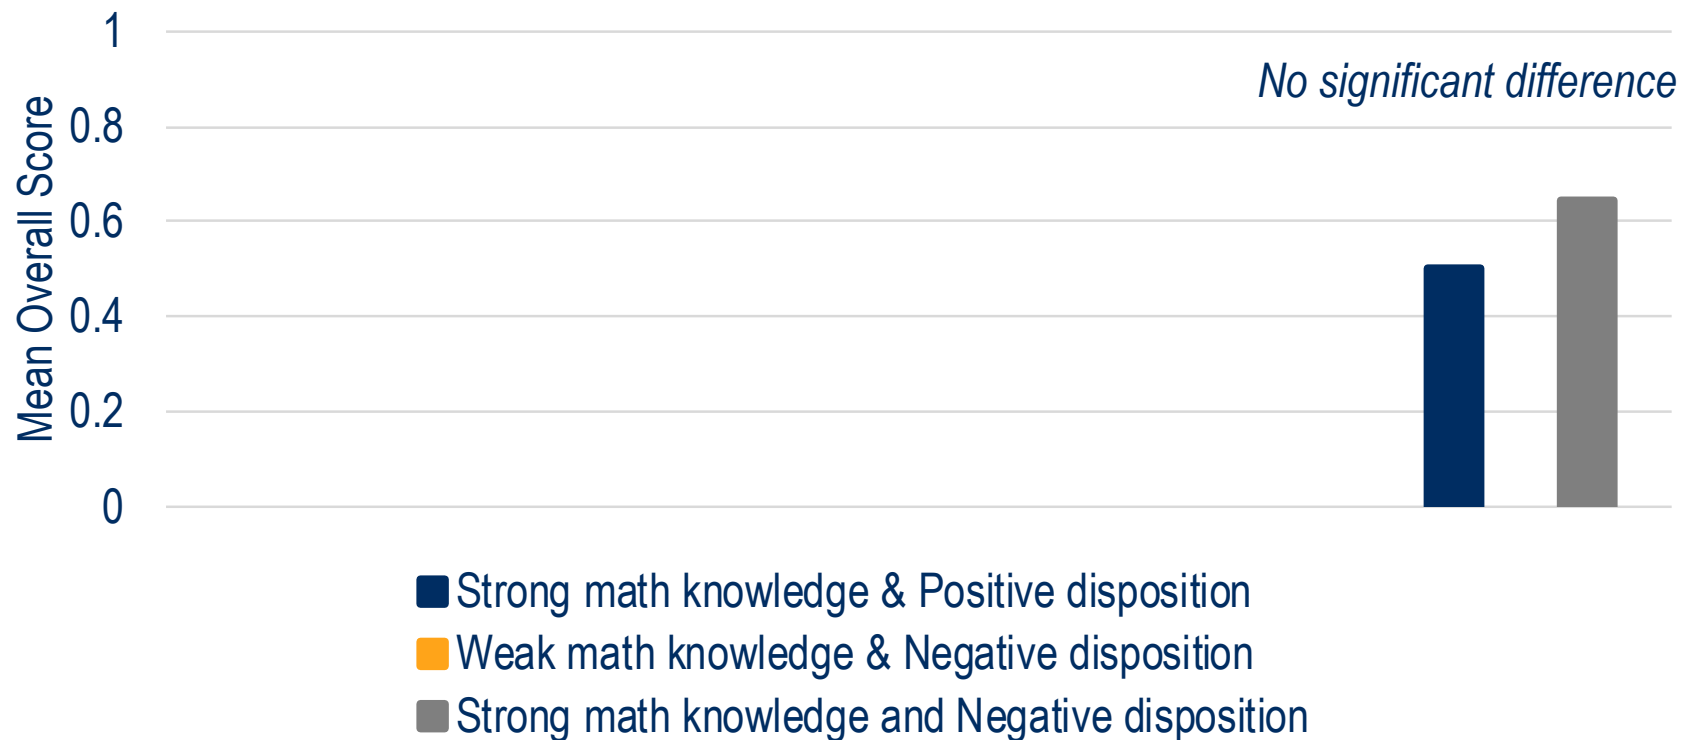 1
No significant difference
0.8
0.6
0.4
0.2
0
Mean Overall Score
Strong math knowledge & Positive disposition
Weak math knowledge & Negative disposition
Strong math knowledge and Negative disposition